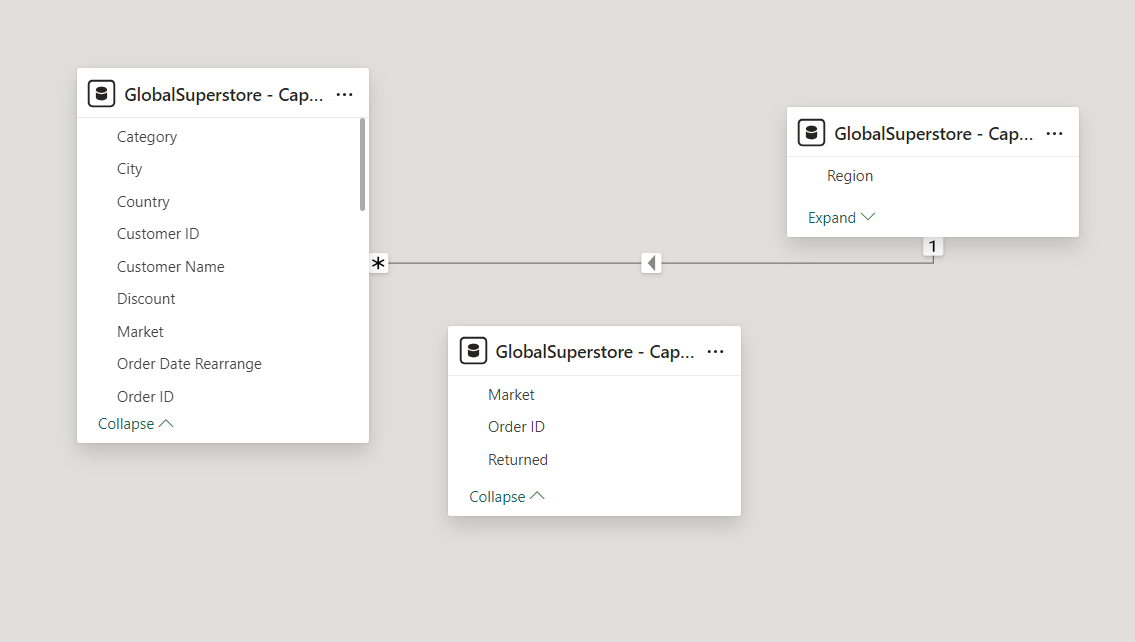 GlobalSuperstore - Cap...
Category
City
Country
Customer ID
Customer Name
Discount
Market
Order Date Rearrange
Order ID
Collapse
*
1
GlobalSuperstore - Cap...
Region
Expand
GlobalSuperstore - Cap...
Market
Order ID
Returned
Collapse